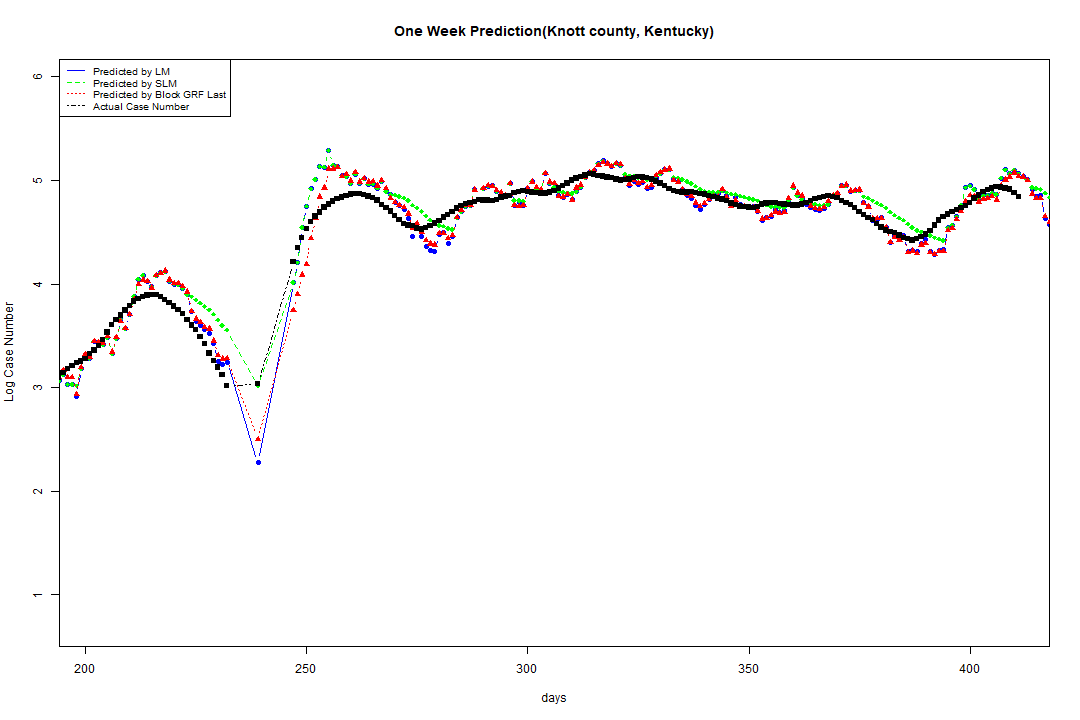 One Week Prediction(Knott county, Kentucky)
Predicted by LM
Predicted by SLM
Predicted by Block GRF Last
Actual Case Number
6
5
4
3
2
1
Log Case Number
200 250 300 350 400
days